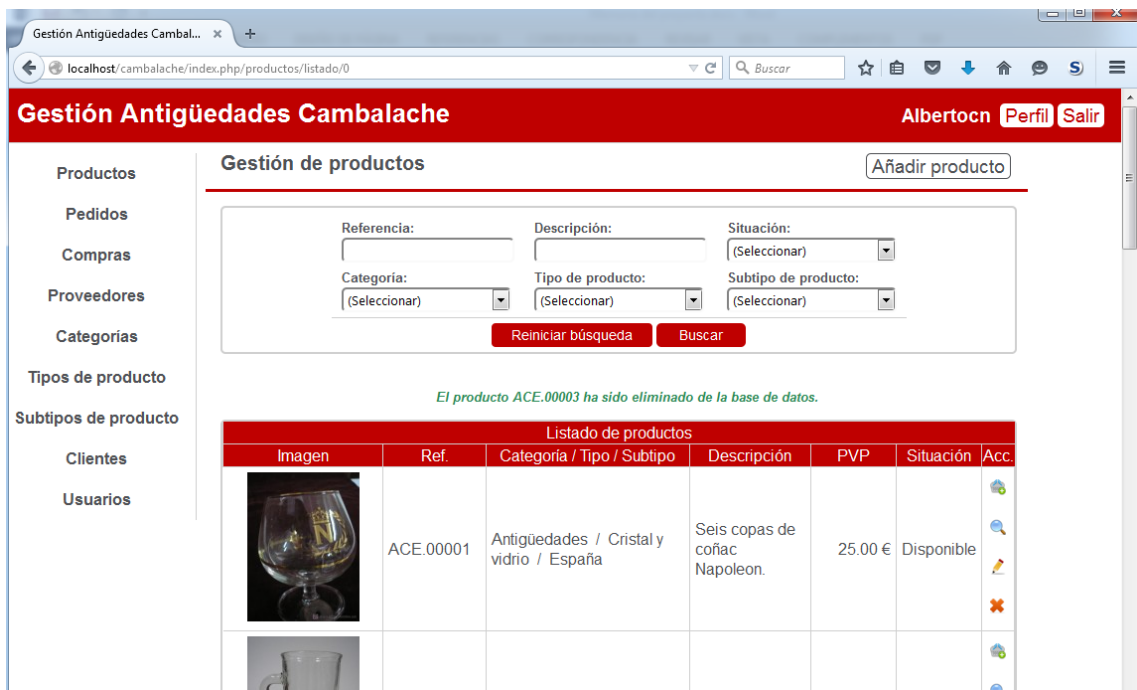 Gestión Antigüedades Cambal...
localhost/cambalache/index.php/productos/listado/0
Buscar
Gestión Antigüedades Cambalache
Albertocn Perfil Salir
Productos
Pedidos
Compras
Proveedores
Categorías
Tipos de producto
Subtipos de producto
Clientes
Usuarios
Gestión de productos
Añadir producto
Referencia: Descripción: Situación:
(Seleccionar)
Categoría: Tipo de producto: Subtipo de producto:
(Seleccionar) (Seleccionar) (Seleccionar)
Reiniciar búsqueda Buscar
El producto ACE.00003 ha sido eliminado de la base de datos.
Listado de productos
Imagen Ref. Categoría / Tipo / Subtipo Descripción PVP Situación Acc.
N
ACE.00001
Antigüedades / Cristal y
vidrio / España
Seis copas de
coñac
Napoleon.
25.00 €
Disponible